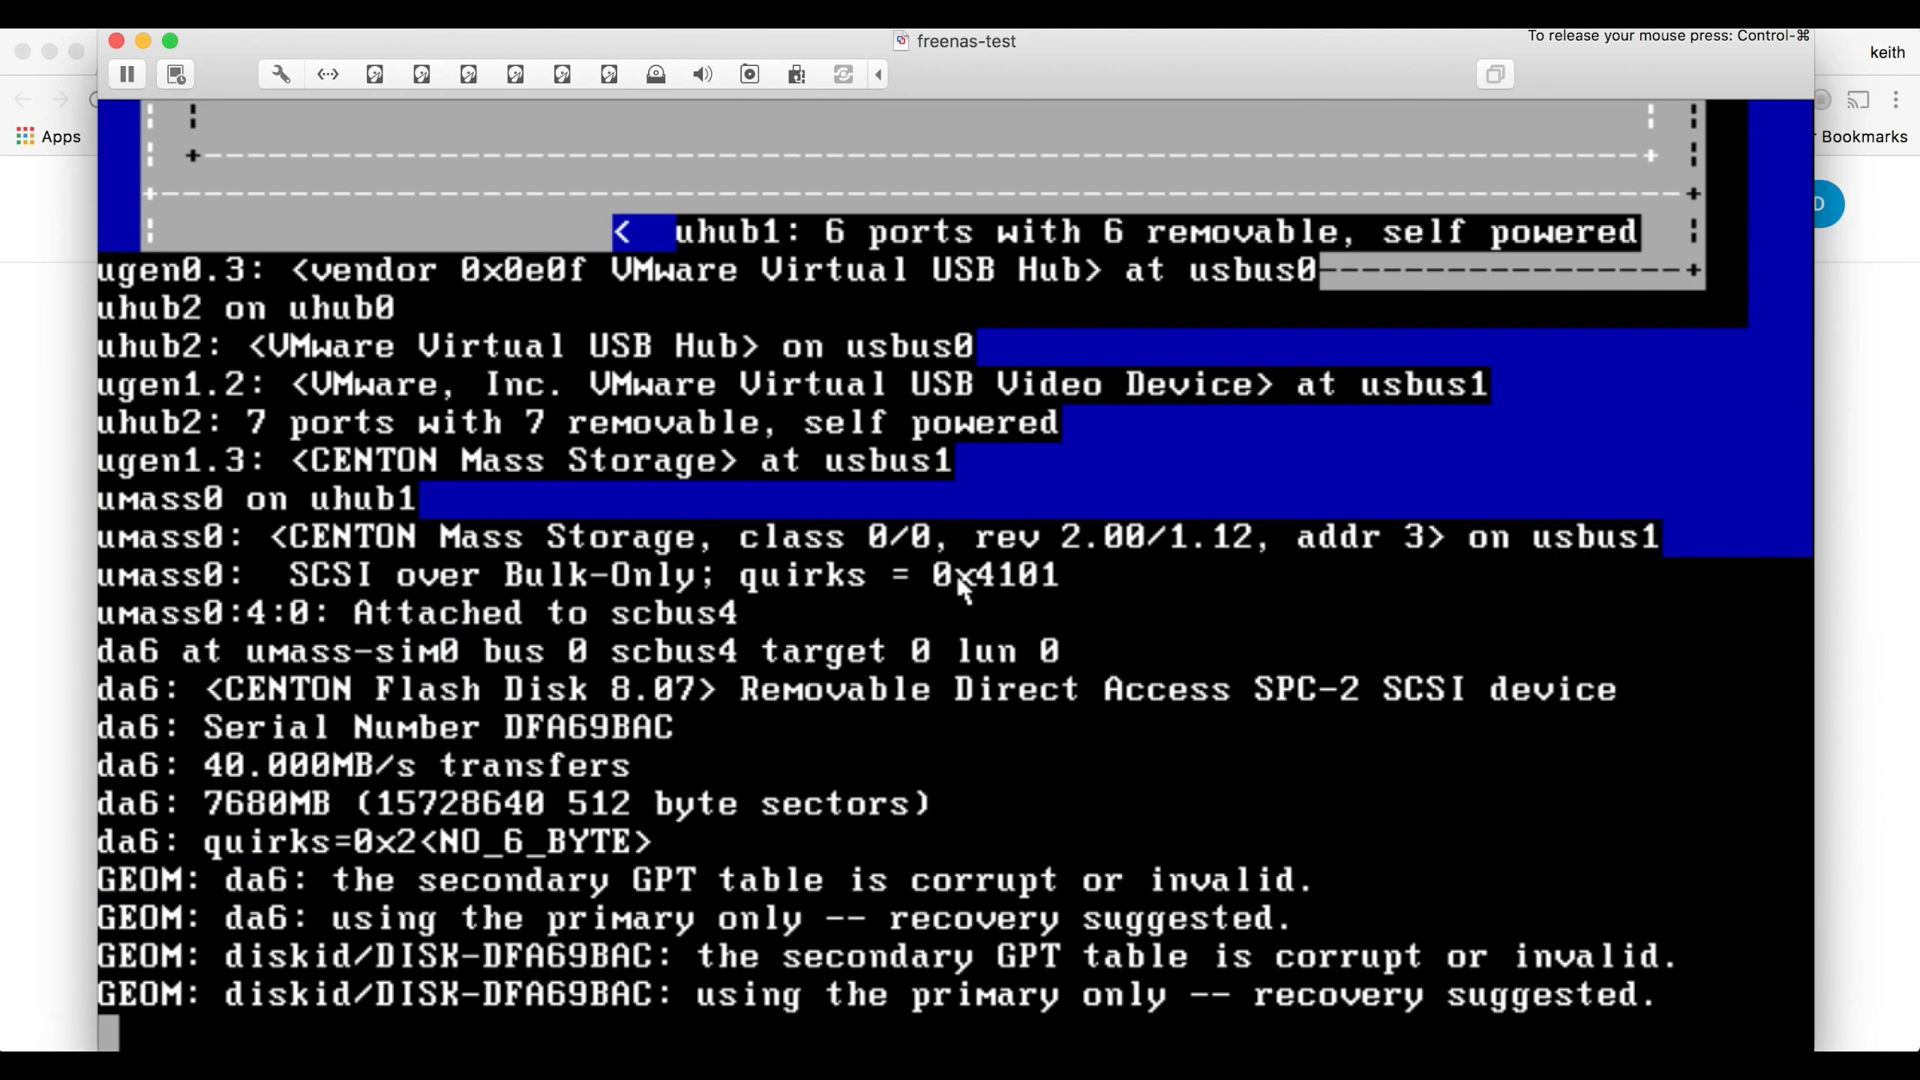 freenas-test
To release your mouse press: Control-⌘
keith
Apps
Bookmarks
< uhub1: 6 ports with 6 removable, self powered
ugen0.3: <vendor 0x0e0f VMware Virtual USB Hub> at usbus0
uhub2 on uhub0
uhub2: <VMware Virtual USB Hub> on usbus0
ugen1.2: <VMware, Inc. VMware Virtual USB Video Device> at usbus1
uhub2: 7 ports with 7 removable, self powered
ugen1.3: <CENTON Mass Storage> at usbus1
umass0 on uhub1
umass0: <CENTON Mass Storage, class 0/0, rev 2.00/1.12, addr 3> on usbus1
umass0:  SCSI over Bulk-Only; quirks = 0x4101
umass0:4:0: Attached to scbus4
da6 at umass-sim0 bus 0 scbus4 target 0 lun 0
da6: <CENTON Flash Disk 8.07> Removable Direct Access SPC-2 SCSI device
da6: Serial Number DFA69BAC
da6: 40.000MB/s transfers
da6: 7680MB (15728640 512 byte sectors)
da6: quirks=0x2<NO_6_BYTE>
GEOM: da6: the secondary GPT table is corrupt or invalid.
GEOM: da6: using the primary only -- recovery suggested.
GEOM: diskid/DISK-DFA69BAC: the secondary GPT table is corrupt or invalid.
GEOM: diskid/DISK-DFA69BAC: using the primary only -- recovery suggested.